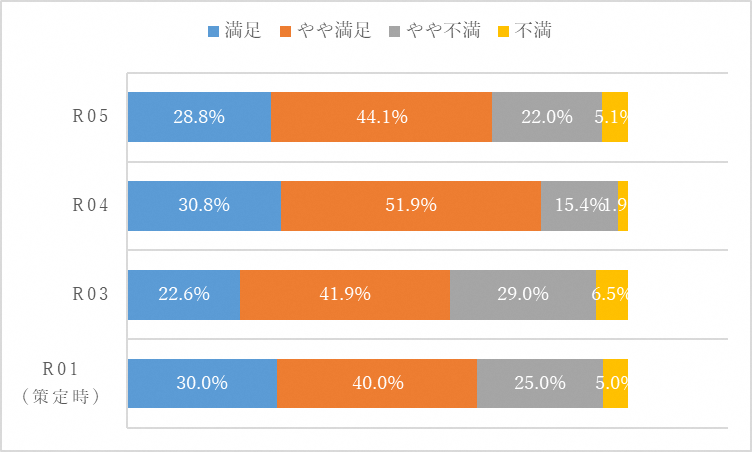 満足 やや満足 やや不満 不満
R05 28.8% 44.1% 22.0% 5.1%
R04 30.8% 51.9% 15.4% 1.9
R03 22.6% 41.9% 29.0% 6.5%
R01
（策定時） 30.0% 40.0% 25.0% 5.0%